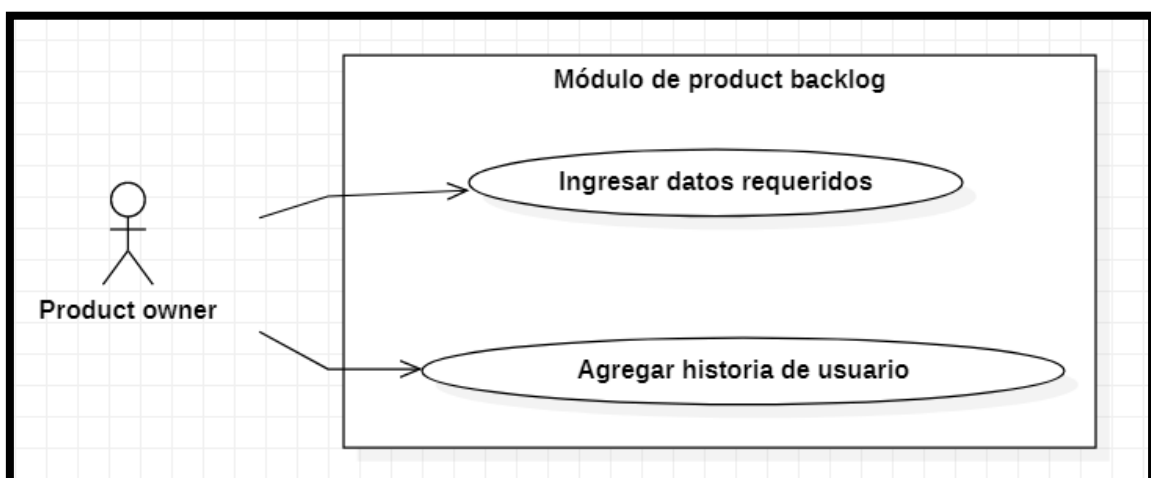 Módulo de product backlog
Ingresar datos requeridos
Product owner
Agregar historia de usuario